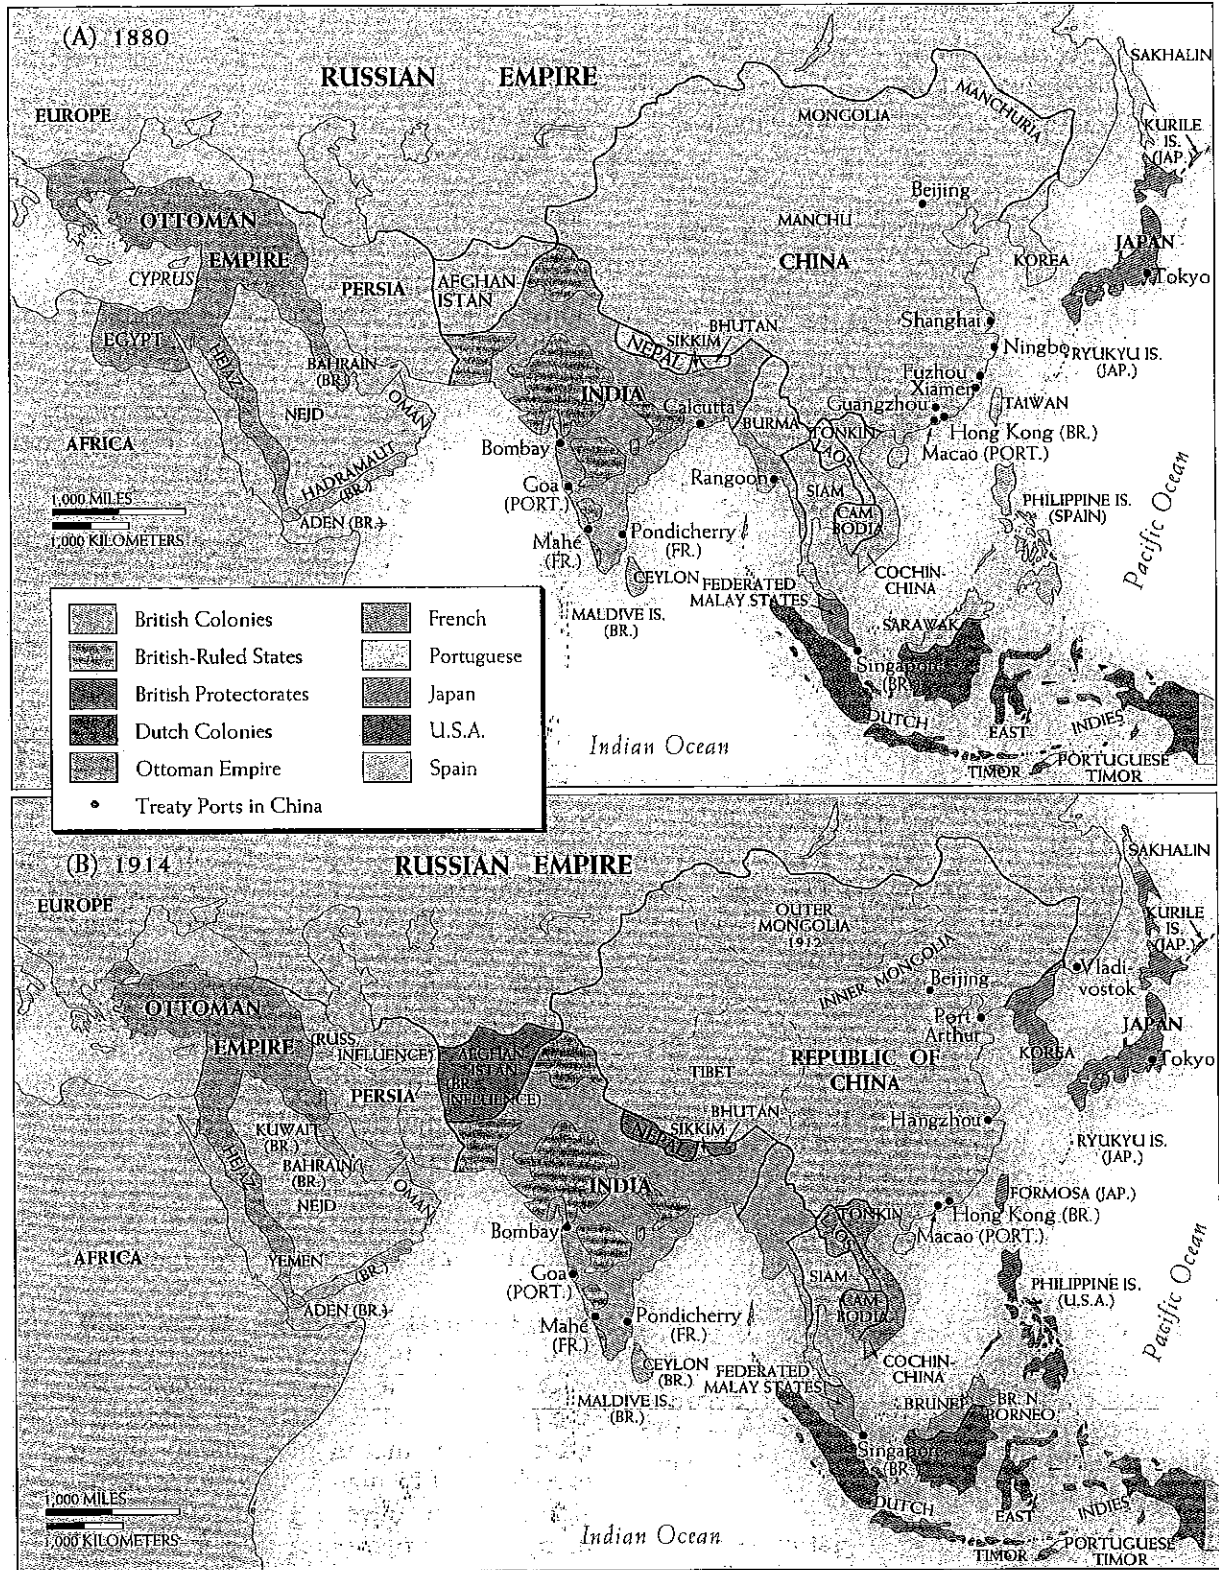 (A) 1880
RUSSIAN EMPIRE
EUROPE
SAKHALIN
MONGOLIA
MANCHURIA
KURILE
IS.
(JAP.)
Beijing
OTTOMAN
EMPIRE
CYPRUS
PERSIA
AFGHAN-
ISTAN
MANCHU
CHINA
KOREA
JAPAN
Tokyo
Shanghai
Ningbo
RYUKYU IS.
(JAP.)
EGYPT
HEJAZ
BAHRAIN
(BR.)
NEJD
OMAN
NEPAL
SIKKIM
BHUTAN
INDIA
Calcutta
BURMA
Fuzhou
Xiamen
Guangzhou
TAIWAN
TONKIN
LAOS
Hong Kong (BR.)
Macao (PORT.)
AFRICA
Bombay
HADRAMAUT
(BR.)
Goa
(PORT.)
Rangoon
SIAM
CAM-
BODIA
PHILIPPINE IS.
(SPAIN)
Pacific Ocean
1,000 MILES
1,000 KILOMETERS
ADEN (BR.)
Mahé
(FR.)
Pondicherry
(FR.)
CEYLON
COCHIN-
CHINA
FEDERATED
MALAY STATES
MALDIVE IS.
(BR.)
SARAWAK
Singapore
(BR.)
DUTCH
EAST
INDIES
Indian Ocean
TIMOR
PORTUGUESE
TIMOR
British Colonies
British-Ruled States
British Protectorates
Dutch Colonies
Ottoman Empire
Treaty Ports in China
French
Portuguese
Japan
U.S.A.
Spain
(B) 1914
RUSSIAN EMPIRE
EUROPE
SAKHALIN
OUTER
MONGOLIA
1912
KURILE
IS.
(JAP.)
INNER MONGOLIA
Beijing
Vladi-
vostok
OTTOMAN
EMPIRE
(RUSS.
INFLUENCE)
AFGHAN-
ISTAN
(BR.
INFLUENCE)
Port
Arthur
JAPAN
KOREA
Tokyo
REPUBLIC OF
CHINA
TIBET
PERSIA
KUWAIT
(BR.)
BAHRAIN
(BR.)
HEJAZ
NEJD
OMAN
NEPAL
SIKKIM
BHUTAN
Hangzhou
RYUKYU IS.
(JAP.)
INDIA
FORMOSA (JAP.)
TONKIN
LAOS
Hong Kong (BR.)
Macao (PORT.)
Bombay
AFRICA
YEMEN
(BR.)
ADEN (BR.)
Goa
(PORT.)
SIAM
CAM-
BODIA
PHILIPPINE IS.
(U.S.A.)
Pacific Ocean
Mahé
(FR.)
Pondicherry
(FR.)
CEYLON
(BR.)
COCHIN-
CHINA
FEDERATED
MALAY STATES
MALDIVE IS.
(BR.)
BRUNEI
BR. N.
BORNEO
Singapore
(BR.)
1,000 MILES
1,000 KILOMETERS
DUTCH
EAST
INDIES
Indian Ocean
TIMOR
PORTUGUESE
TIMOR